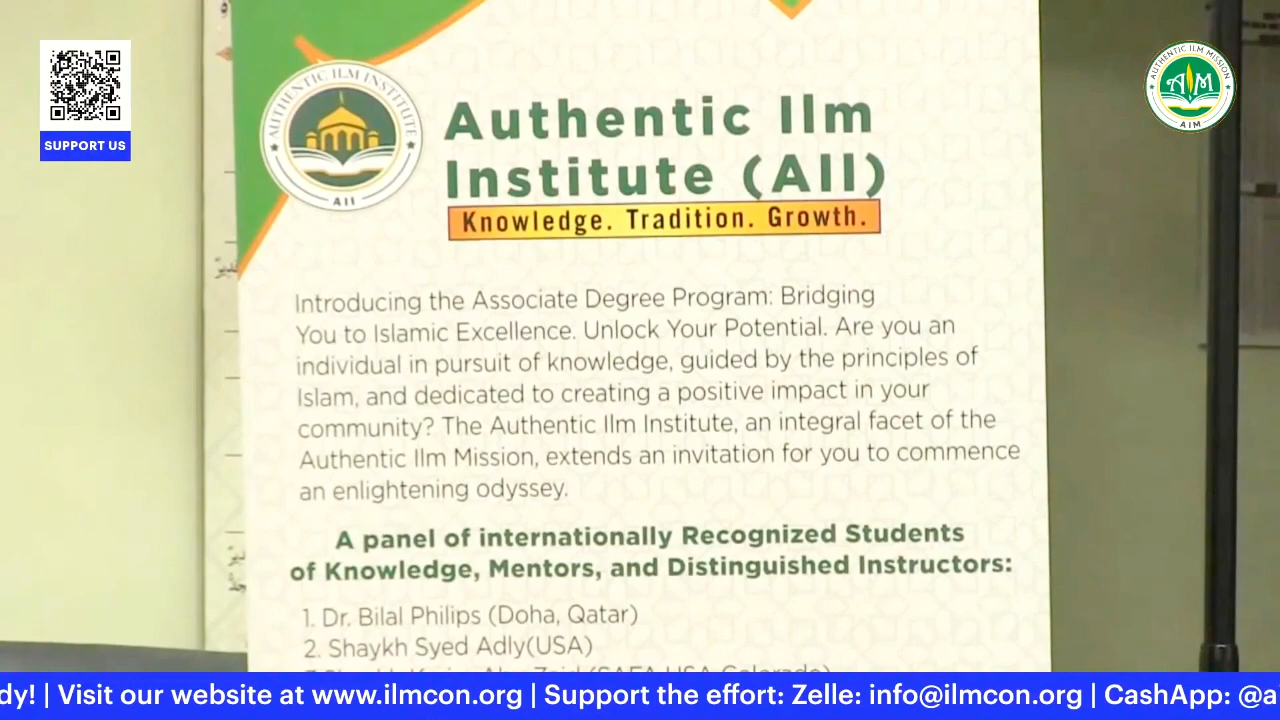 SUPPORT US
AUTHENTIC ILM MISSION
AIM
AUTHENTIC ILM INSTITUTE
AII
Authentic Ilm
Institute (AII)
Knowledge. Tradition. Growth.
Introducing the Associate Degree Program: Bridging
You to Islamic Excellence. Unlock Your Potential. Are you an
individual in pursuit of knowledge, guided by the principles of
Islam, and dedicated to creating a positive impact in your
community? The Authentic Ilm Institute, an integral facet of the
Authentic Ilm Mission, extends an invitation for you to commence
an enlightening odyssey.
A panel of internationally Recognized Students
of Knowledge, Mentors, and Distinguished Instructors:
1. Dr. Bilal Philips (Doha, Qatar)
2. Shaykh Syed Adly(USA)
dy! | Visit our website at www.ilmcon.org | Support the effort: Zelle: info@ilmcon.org | CashApp: @a